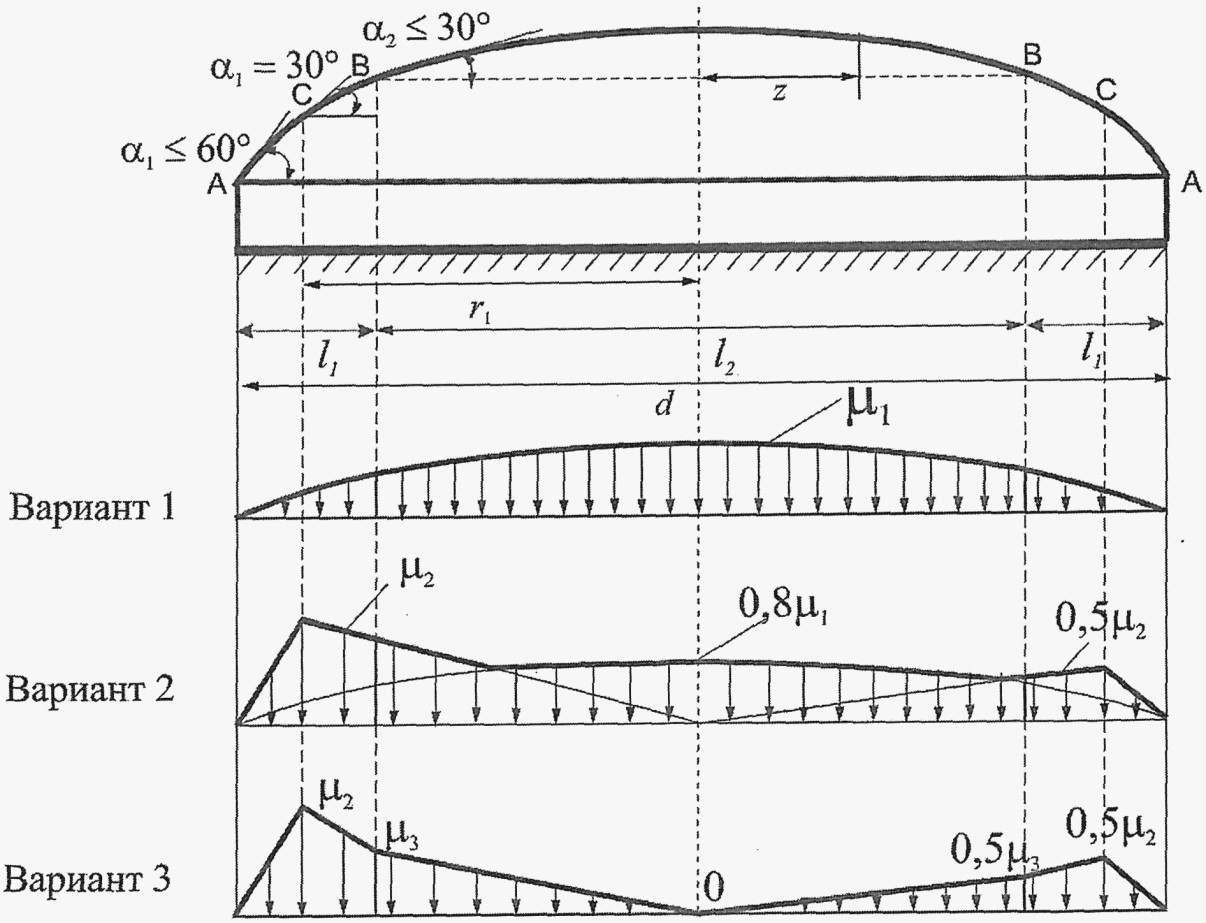 α₂ ≤ 30°
α₁ = 30°
B
B
C
C
z
α₁ ≤ 60°
A
A
r₁
l₁
l₂
l₁
d
μ₁
Вариант 1
μ₂
0,8μ₁
0,5μ₂
Вариант 2
μ₂
μ₃
0,5μ₂
0,5μ₃
0
Вариант 3